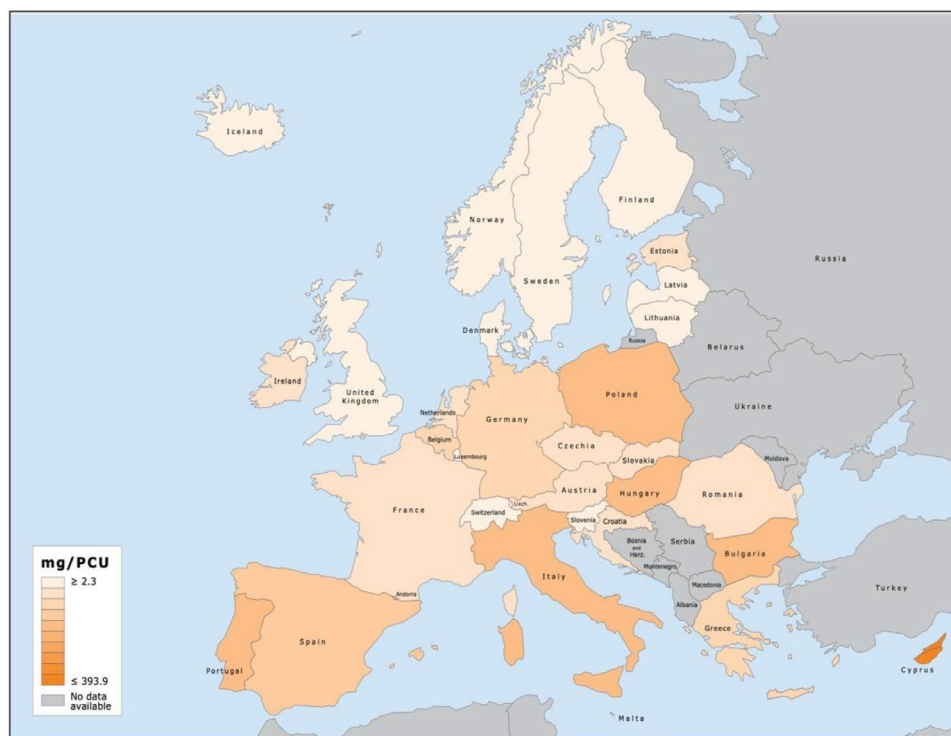 Iceland
Norway
Sweden
Finland
Russia
Estonia
Latvia
Lithuania
Russia
Denmark
Belarus
Ireland
United
Kingdom
Netherlands
Belgium
Luxembourg
Germany
Poland
Ukraine
Czechia
Slovakia
Moldova
France
Switzerland
Liech.
Austria
Hungary
Romania
Slovenia
Croatia
Bosnia
and
Herz.
Serbia
Montenegro
Bulgaria
Macedonia
Albania
Italy
Andorra
Spain
Portugal
Greece
Turkey
Cyprus
Malta
mg/PCU
≥ 2.3
≤ 393.9
No data
available